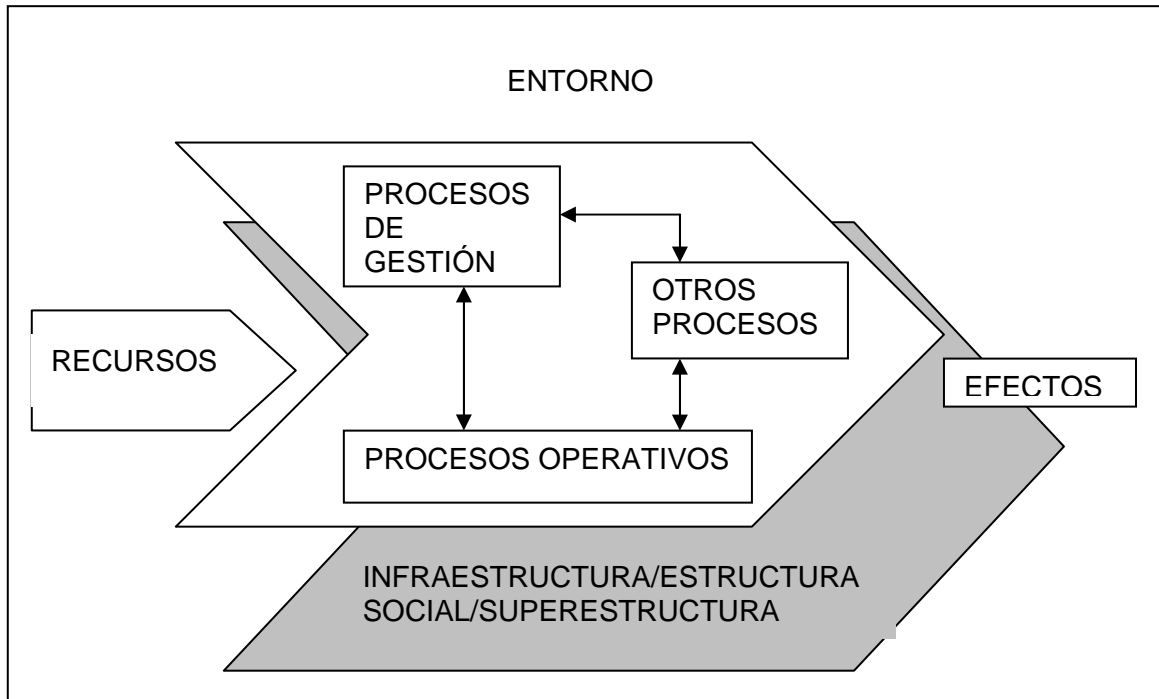 ENTORNO
PROCESOS
DE
GESTIÓN
OTROS
PROCESOS
RECURSOS
EFECTOS
PROCESOS OPERATIVOS
INFRAESTRUCTURA/ESTRUCTURA
SOCIAL/SUPERESTRUCTURA